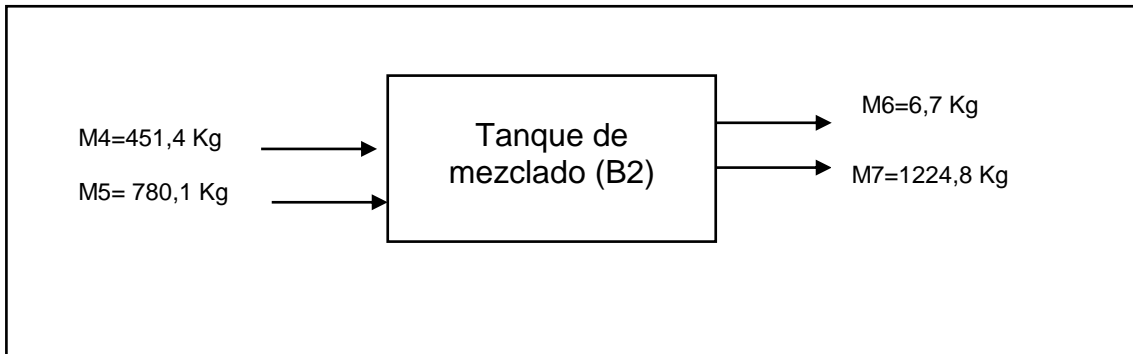 M4=451,4 Kg
M5= 780,1 Kg
Tanque de
mezclado (B2)
M6=6,7 Kg
M7=1224,8 Kg